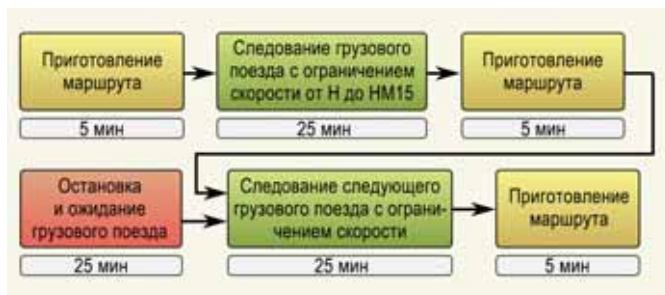 Приготовление
маршрута
5 мин
Следование грузового
поезда с ограничением
скорости от Н до НМ15
25 мин
Приготовление
маршрута
5 мин
Остановка
и ожидание
грузового поезда
25 мин
Следование следующего
грузового поезда с ограни-
чением скорости
25 мин
Приготовление
маршрута
5 мин